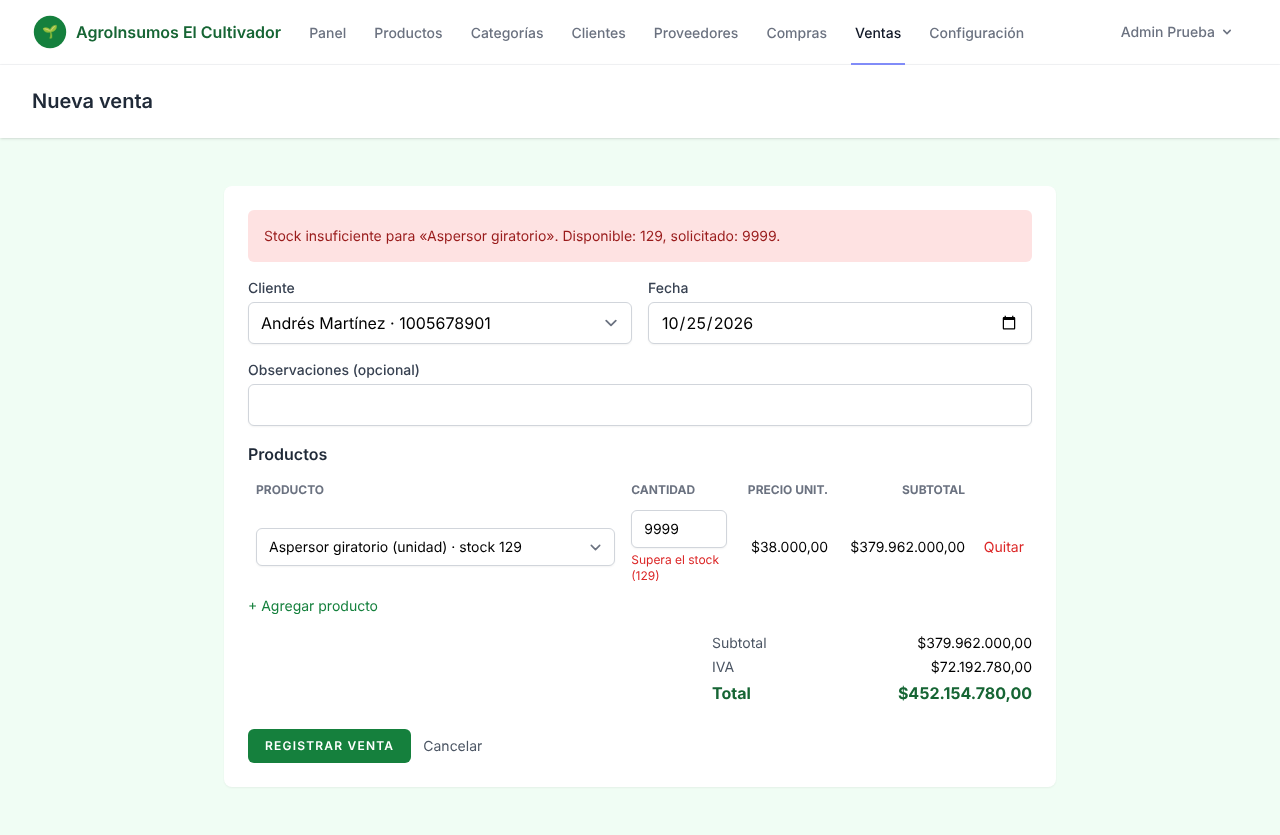 AgroInsumos El Cultivador Panel Productos Categorías Clientes Proveedores Compras Ventas Configuración Admin Prueba
Nueva venta
Stock insuficiente para «Aspersor giratorio». Disponible: 129, solicitado: 9999.
Cliente Fecha
Andrés Martínez · 1005678901 10/25/2026
Observaciones (opcional)
Productos
PRODUCTO CANTIDAD PRECIO UNIT. SUBTOTAL
Aspersor giratorio (unidad) · stock 129 9999 $38.000,00 $379.962.000,00 Quitar
Supera el stock
(129)
+ Agregar producto
Subtotal $379.962.000,00
IVA $72.192.780,00
Total $452.154.780,00
REGISTRAR VENTA Cancelar